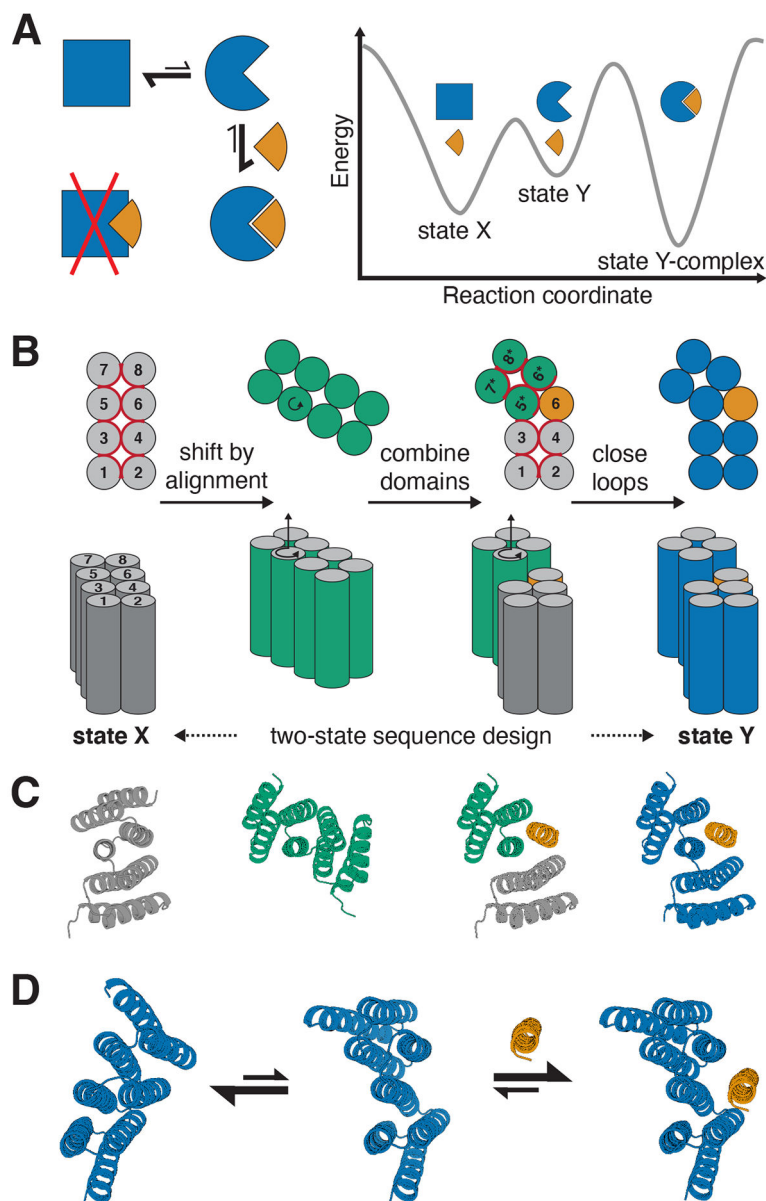 A
Energy
state X
state Y
state Y-complex
Reaction coordinate
B
7 8
5 6
3 4
1 2
shift by
alignment
combine
domains
8*
7* 6*
5* 6
3 4
1 2
close
loops
7 8
5 6
3 4
1 2
state X
two-state sequence design
state Y
C
D